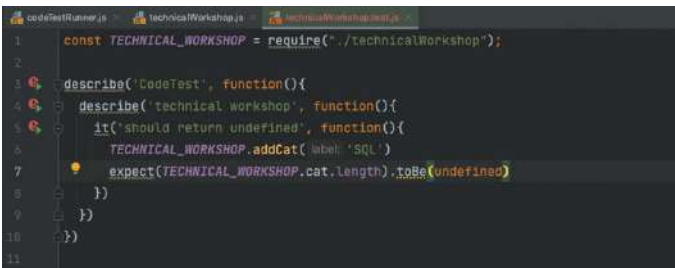 codeTestRunner.js technicalWorkshop.js technicalWorkshop.test.js
1 const TECHNICAL_WORKSHOP = require("./technicalWorkshop");
2
3 describe('CodeTest', function(){
4 describe('technical workshop', function(){
5 it('should return undefined', function(){
6 TECHNICAL_WORKSHOP.addCat( label: 'SQL')
7 expect(TECHNICAL_WORKSHOP.cat.length).toBe(undefined)
8 })
9 })
10 })
11